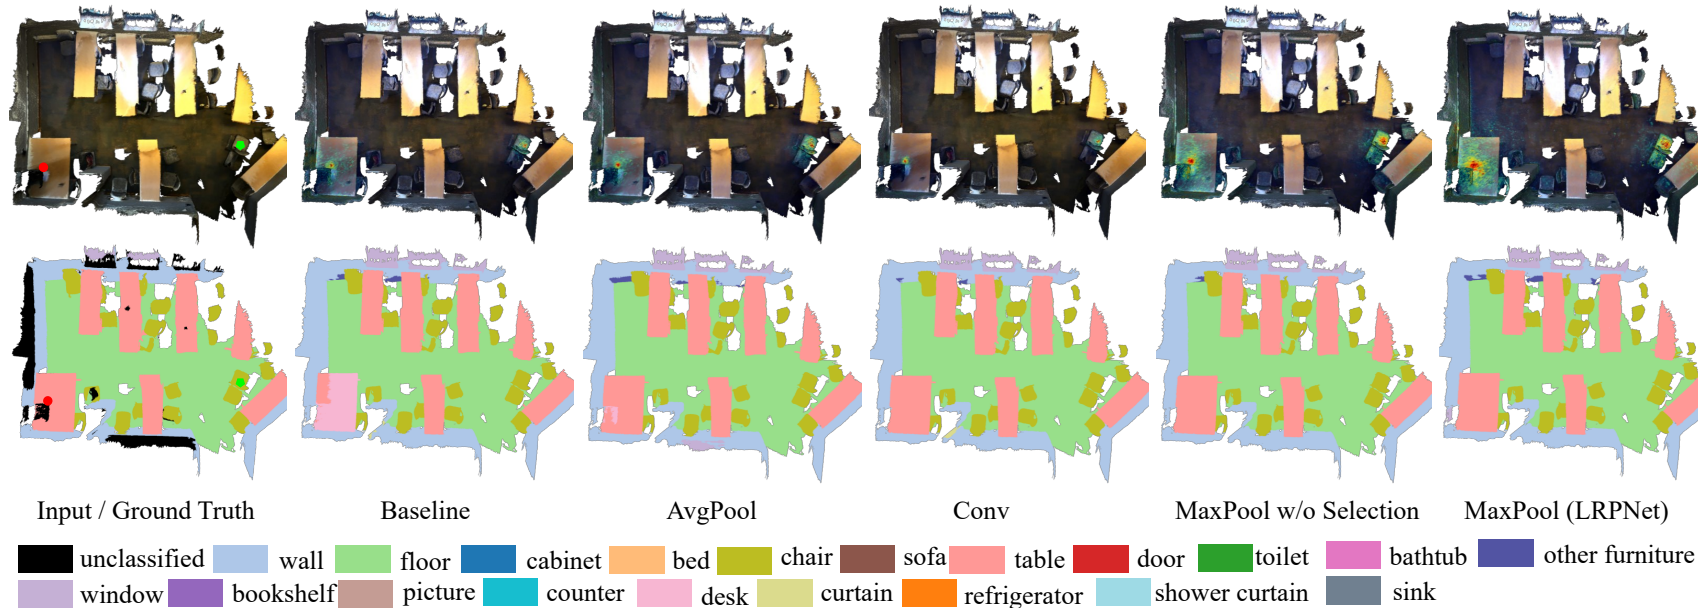 Input / Ground Truth Baseline AvgPool Conv MaxPool w/o Selection MaxPool (LRPNet)
unclassified wall floor cabinet bed chair sofa table door toilet bathtub other furniture
window bookshelf picture counter desk curtain refrigerator shower curtain sink